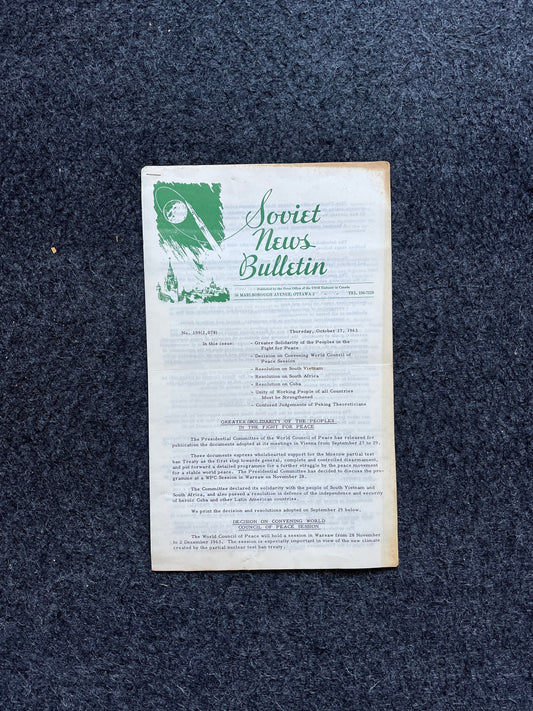 Soviet
News
Bulletin
Published by the Press Office of the USSR Embassy in Canada
MARLBOROUGH AVENUE, OTTAWA 2 TEL.
Thursday, October 17, 1963
In this issue: - Greater Solidarity of the Peoples in the
Fight for Peace
- Decision on Convening World Council of
Peace Session
- Resolution on South Vietnam
- Resolution on South Africa
- Resolution on Cuba
- Unity of Working People of all Countries
Must be Strengthened
- Confused Judgements of Peking Theoreticians
GREATER SOLIDARITY OF THE PEOPLES
IN THE FIGHT FOR PEACE
The Presidential Committee of the World Council of Peace has released for
publication the documents adopted at its meetings in Vienna from September 27 to 29.
These documents express wholehearted support for the Moscow partial test
ban Treaty as the first step towards general, complete and controlled disarmament,
and put forward a detailed programme for a further struggle by the peace movement
for a stable world peace. The Presidential Committee has decided to discuss the pro-
gramme at a WPC Session in Warsaw on November 28.
The Committee declared its solidarity with the people of South Vietnam and
South Africa, and also passed a resolution in defence of the independence and security
of heroic Cuba and other Latin American countries.
We print the decision and resolutions adopted on September 29 below.
DECISION ON CONVENING WORLD
COUNCIL OF PEACE SESSION
The World Council of Peace will hold a session in Warsaw from 28 November
to 2 December 1963. The session is especially important in view of the new climate
created by the partial nuclear test ban treaty.